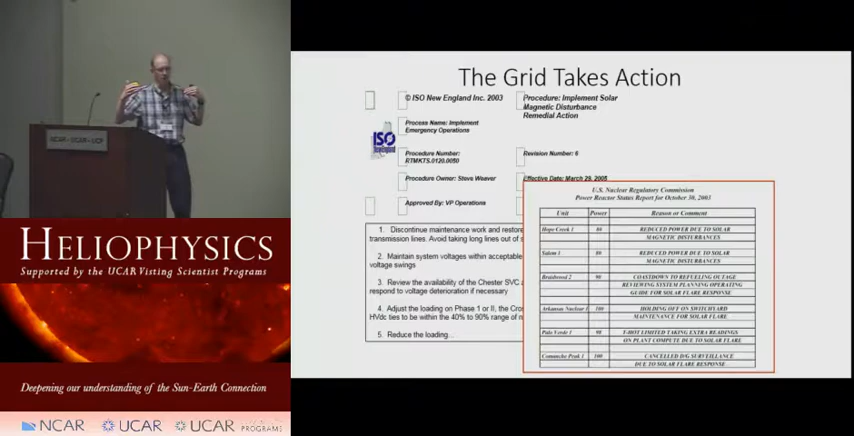 NCAR - UCAR - UCP
HELIOPHYSICS
Supported by the UCAR Visting Scientist Programs
Deepening our understanding of the Sun-Earth Connection
NCAR
UCAR
UCAR PROGRAMS
The Grid Takes Action
© ISO New England Inc. 2003
Procedure: Implement Solar
Magnetic Disturbance
Remedial Action
Process Name: Implement
Emergency Operations
ISO
Procedure Number:
RTMKTS.0120.0050
Revision Number: 6
Procedure Owner: Steve Weaver
Effective Date: March 29, 2005
Approved By: VP Operations
1. Discontinue maintenance work and restore
transmission lines. Avoid taking long lines out of
2. Maintain system voltages within acceptable
voltage swings
3. Review the availability of the Chester SVC
respond to voltage deterioration if necessary
4. Adjust the loading on Phase 1 or II, the Cro
HVdc ties to be within the 40% to 90% range of
5. Reduce the loading...
U.S. Nuclear Regulatory Commission
Power Reactor Status Report for October 30, 2003
Unit Power Reason or Comment
Hope Creek 1 REDUCED POWER DUE TO SOLAR
MAGNETIC DISTURBANCES
Salem 1 REDUCED POWER DUE TO SOLAR
MAGNETIC DISTURBANCES
Braidwood 2 COASTDOWN TO REFUELING OUTAGE
REVIEWING SYSTEM PLANNING OPERATING
GUIDE FOR SOLAR FLARE RESPONSE
Arkansas Nuclear 1 100 HOLDING OFF ON SWITCHYARD
MAINTENANCE FOR SOLAR FLARE
Palo Verde 1 T-HOT LIMITED TAKING EXTRA READINGS
ON PLANT COMPUTE DUE TO SOLAR FLARE
Comanche Peak 1 100 CANCELLED D/G SURVEILLANCE
DUE TO SOLAR FLARE RESPONSE